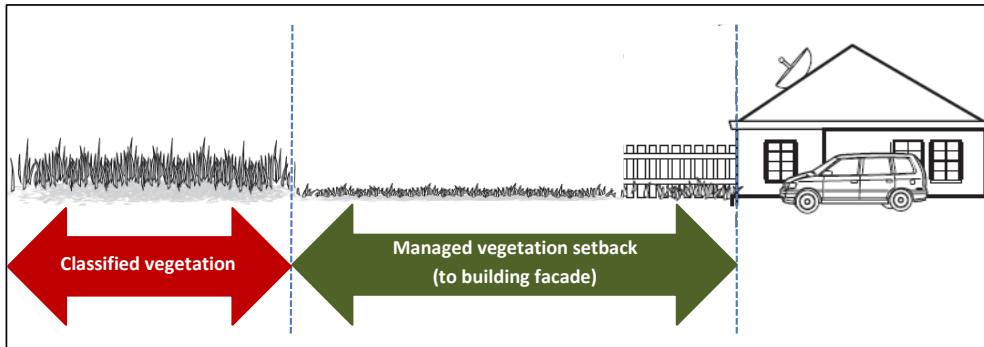 Classified vegetation
Managed vegetation setback
(to building facade)